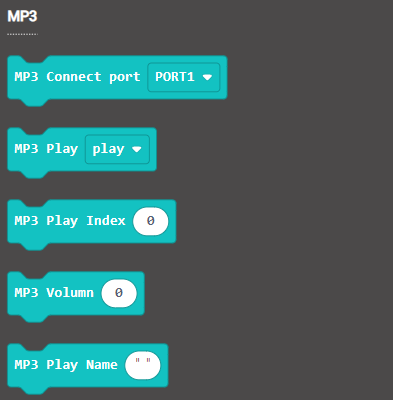 MP3
MP3 Connect port PORT1
MP3 Play play
MP3 Play Index 0
MP3 Volumn 0
MP3 Play Name " "